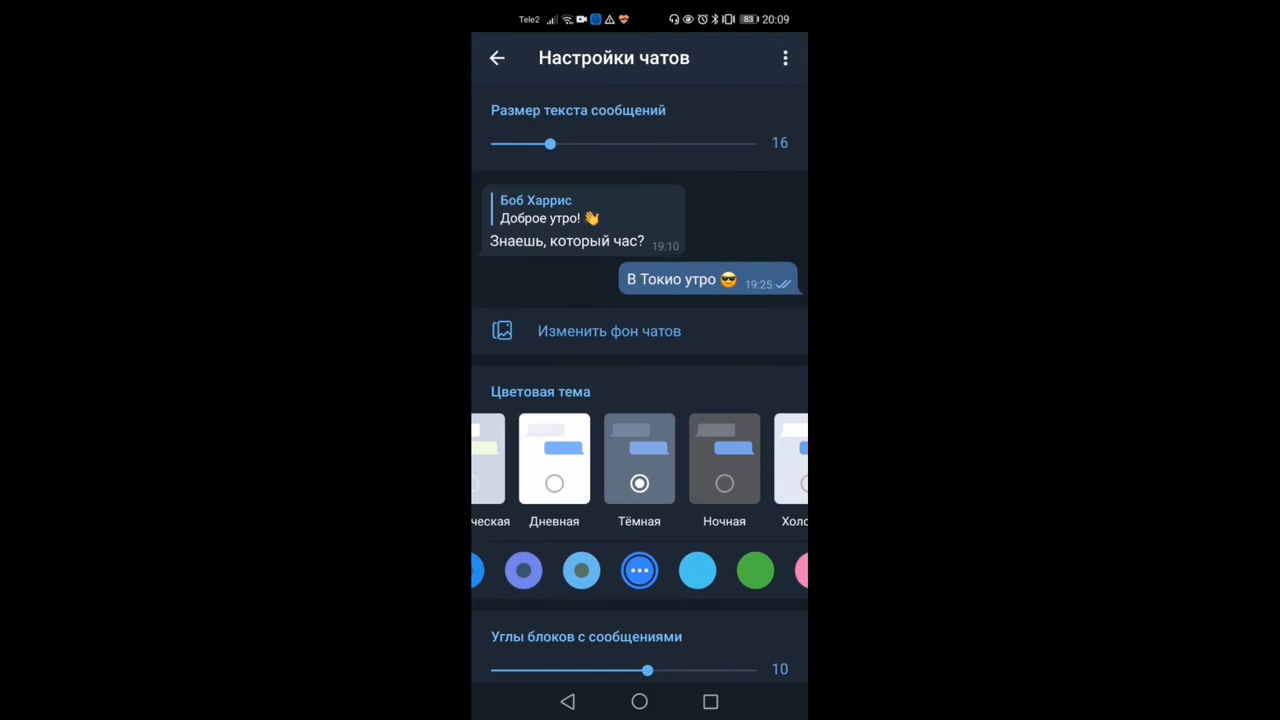 Tele2 83 20:09
Настройки чатов
Размер текста сообщений
16
Боб Харрис
Доброе утро! 👋
Знаешь, который час? 19:10
В Токио утро 😎 19:25
Изменить фон чатов
Цветовая тема
ческая Дневная Тёмная Ночная Холо
Углы блоков с сообщениями
10